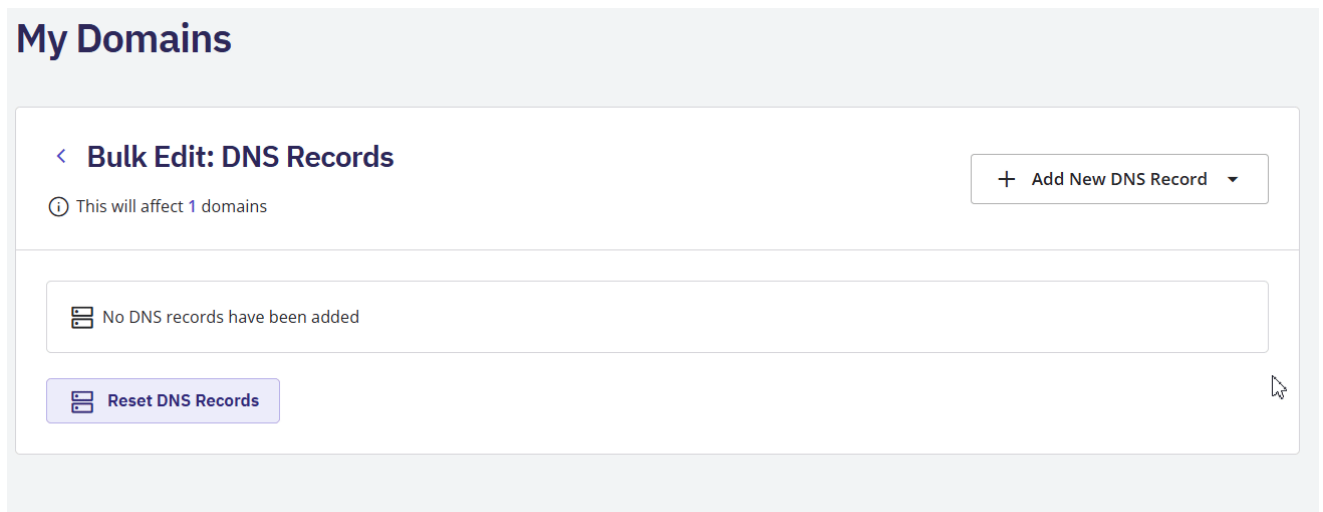 My Domains
Bulk Edit: DNS Records
Add New DNS Record
This will affect 1 domains
No DNS records have been added
Reset DNS Records